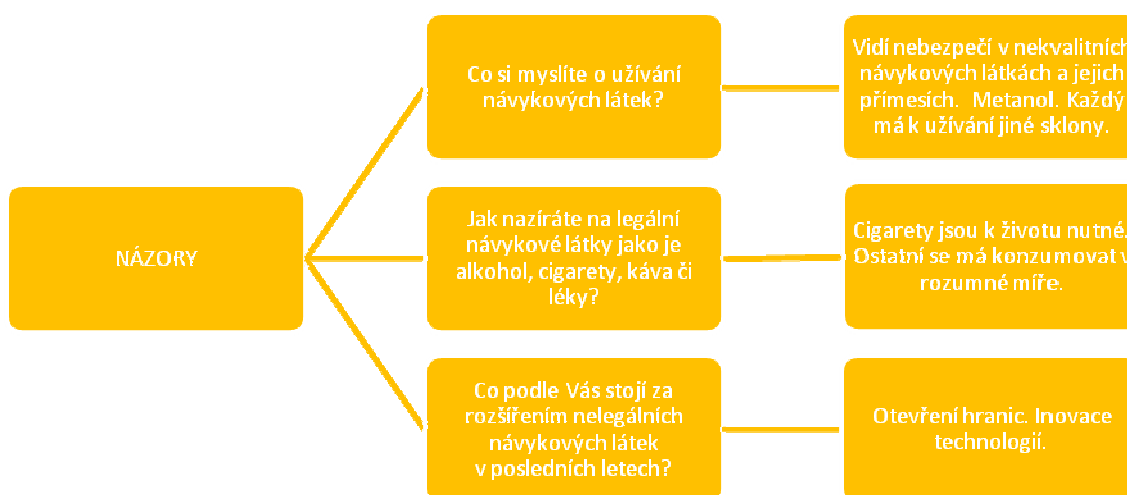 NÁZORY
Co si myslíte o užívání
návykových látek?
Vidí nebezpečí v nekvalitních
návykových látkách a jejich
přímesích. Metanol. Každý
má k užívání jiné sklony.
Jak nazíráte na legální
návykové látky jako je
alkohol, cigarety, káva či
léky?
Cigarety jsou k životu nutné.
Ostatní se má konzumovat v
rozumné míře.
Co podle Vás stojí za
rozšířením nelegálních
návykových látek
v posledních letech?
Otevření hranic. Inovace
technologií.